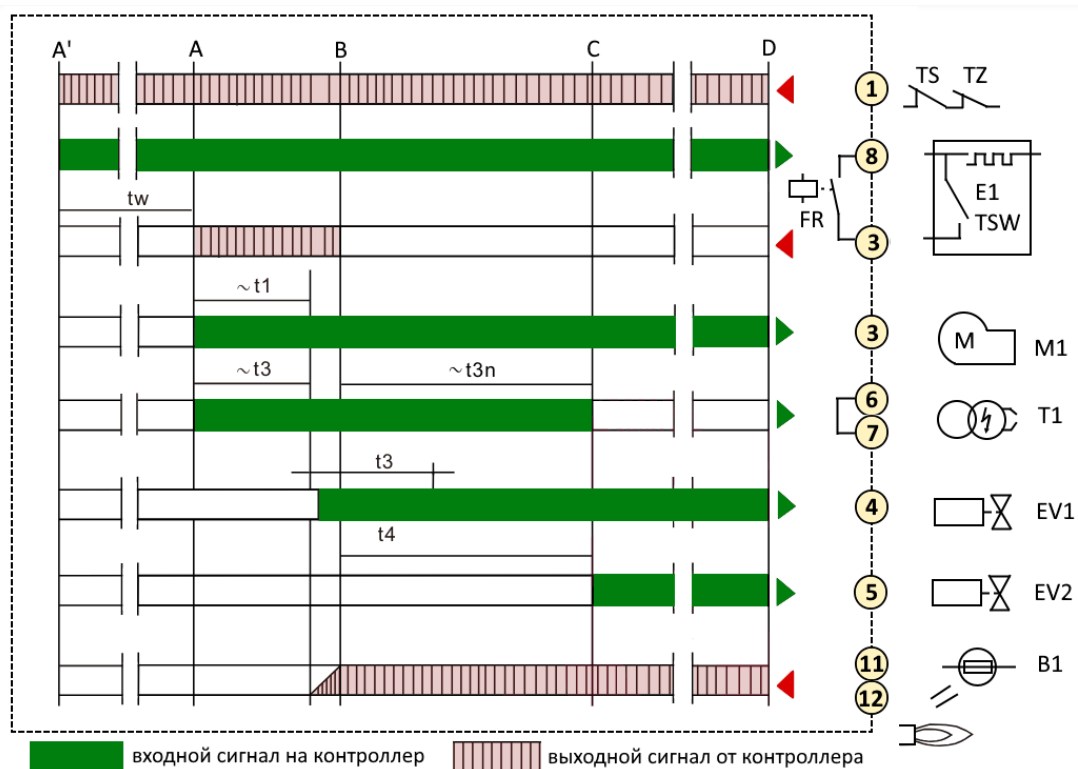 A' A B C D
1 TS TZ
8
tw
E1
FR TSW
3
~t1
3 M M1
~t3 ~t3n
6
7 T1
t3
4 EV1
t4
5 EV2
11 B1
12
входной сигнал на контроллер выходной сигнал от контроллера